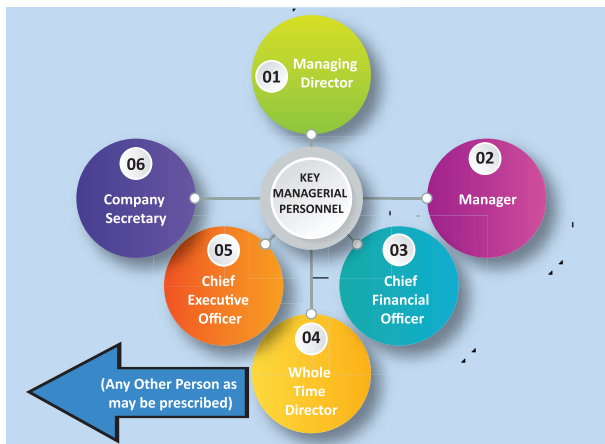 01
Managing
Director
02
Manager
03
Chief
Financial
Officer
04
Whole
Time
Director
05
Chief
Executive
Officer
06
Company
Secretary
KEY
MANAGERIAL
PERSONNEL
(Any Other Person as
may be prescribed)